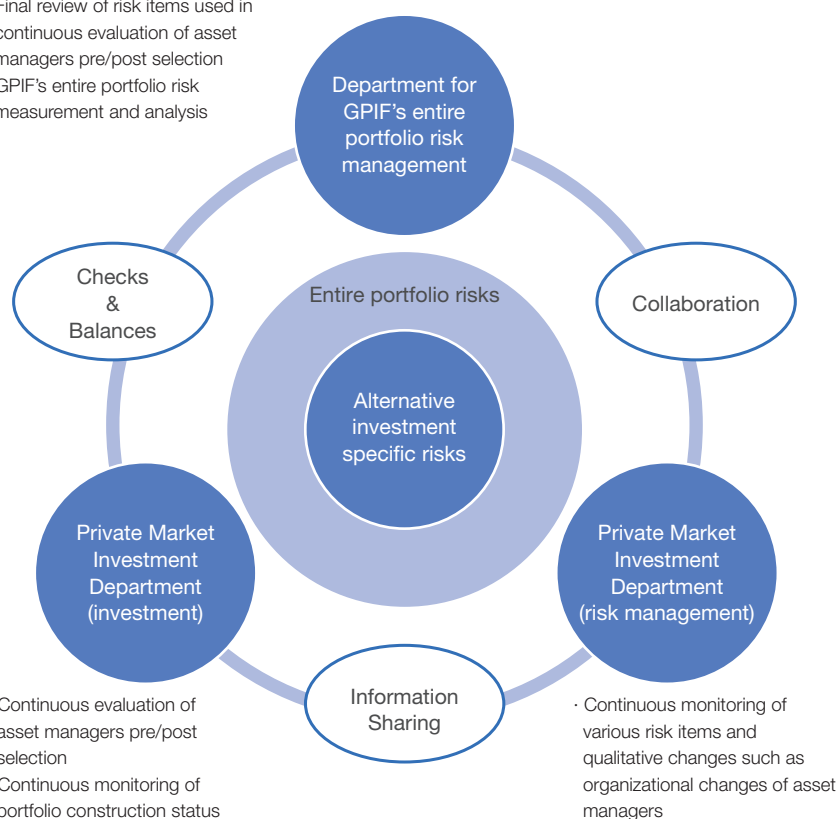 Final review of risk items used in
continuous evaluation of asset
managers pre/post selection
GPIF's entire portfolio risk
measurement and analysis
Department for
GPIF's entire
portfolio risk
management
Checks
&
Balances
Entire portfolio risks
Collaboration
Alternative
investment
specific risks
Private Market
Investment
Department
(investment)
Private Market
Investment
Department
(risk management)
Information
Sharing
Continuous evaluation of
asset managers pre/post
selection
Continuous monitoring of
portfolio construction status
· Continuous monitoring of
various risk items and
qualitative changes such as
organizational changes of asset
managers